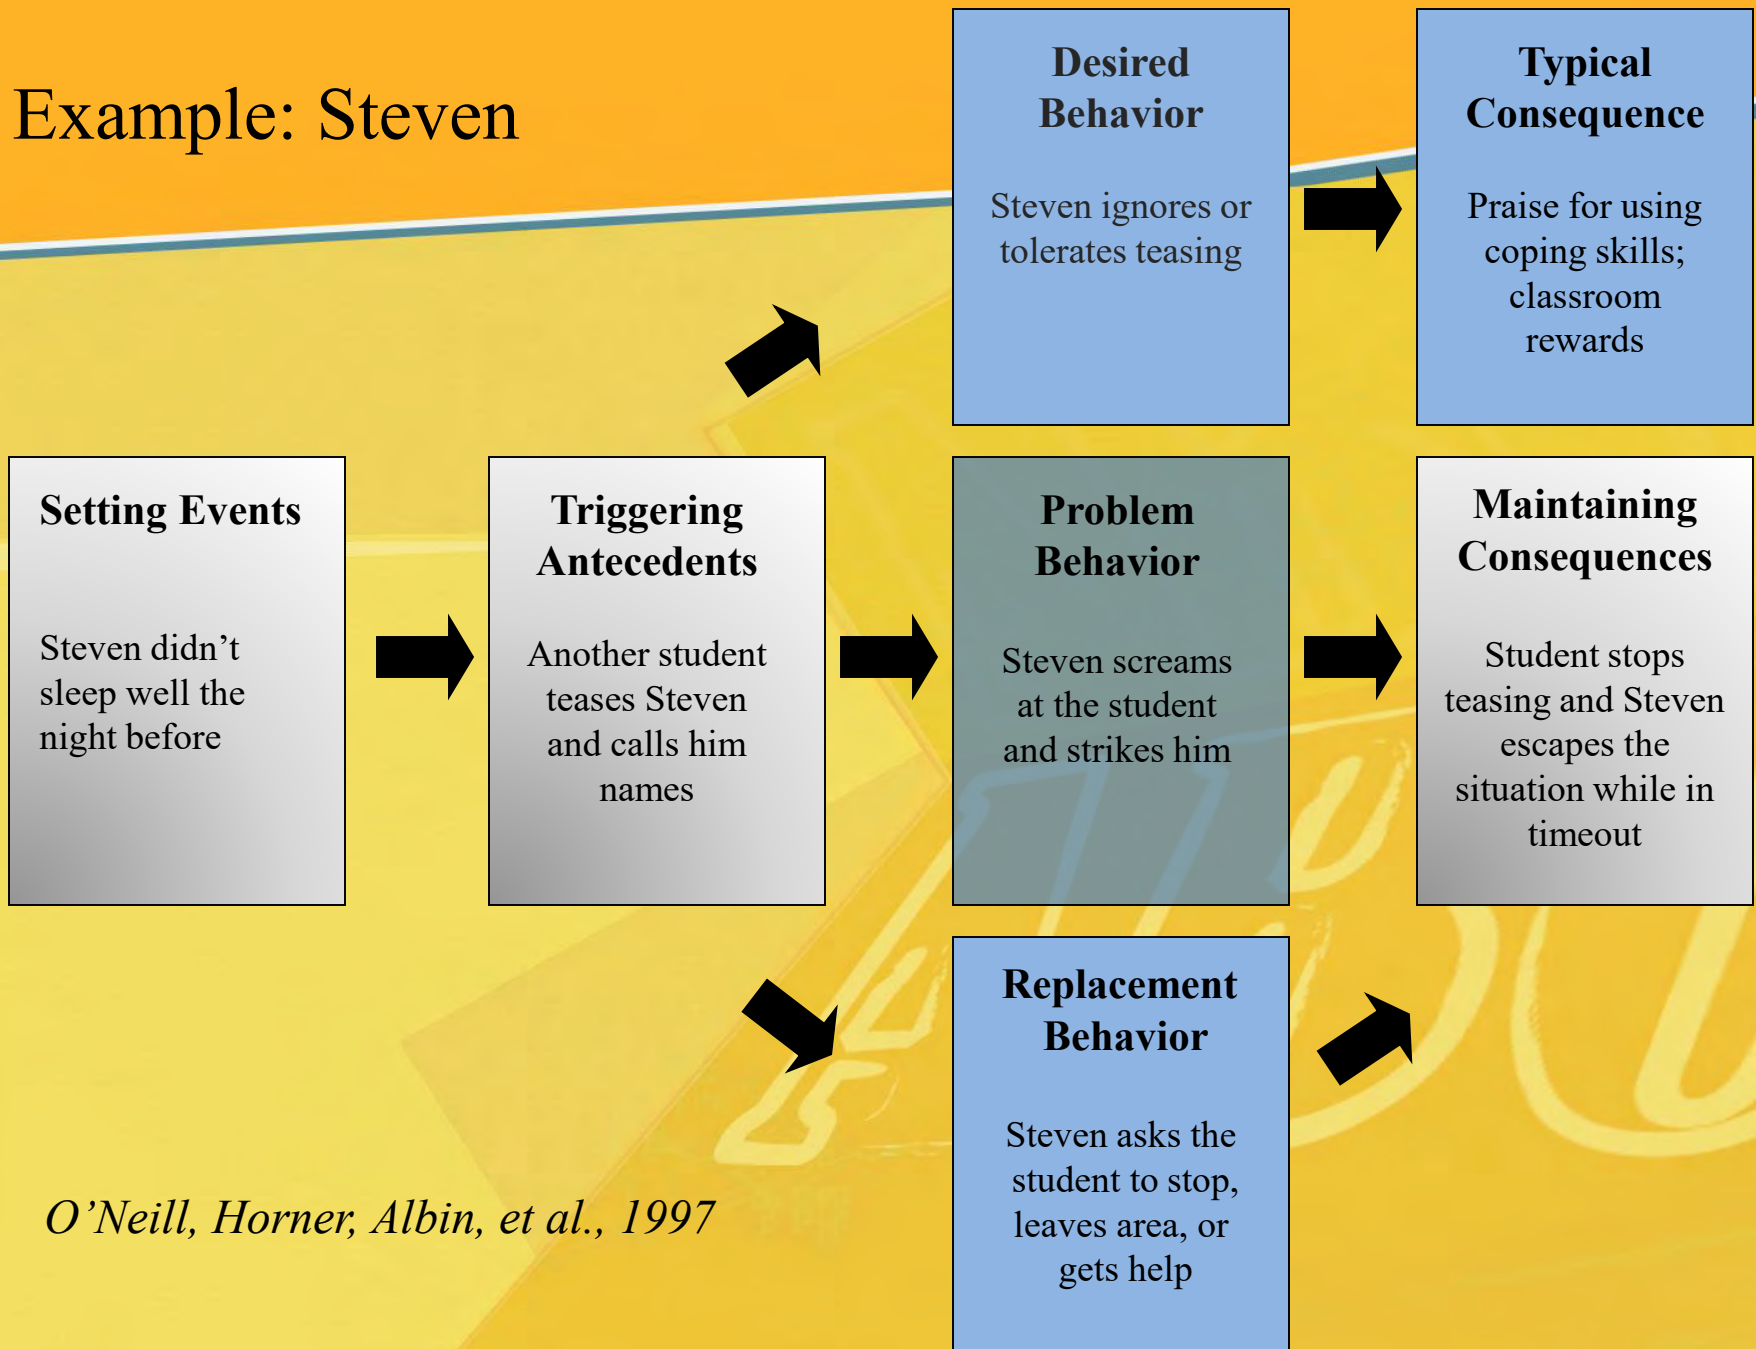 Example: Steven
Desired
Behavior
Steven ignores or
tolerates teasing
Typical
Consequence
Praise for using
coping skills;
classroom
rewards
Setting Events
Steven didn’t
sleep well the
night before
Triggering
Antecedents
Another student
teases Steven
and calls him
names
Problem
Behavior
Steven screams
at the student
and strikes him
Maintaining
Consequences
Student stops
teasing and Steven
escapes the
situation while in
timeout
Replacement
Behavior
Steven asks the
student to stop,
leaves area, or
gets help
O’Neill, Horner, Albin, et al., 1997